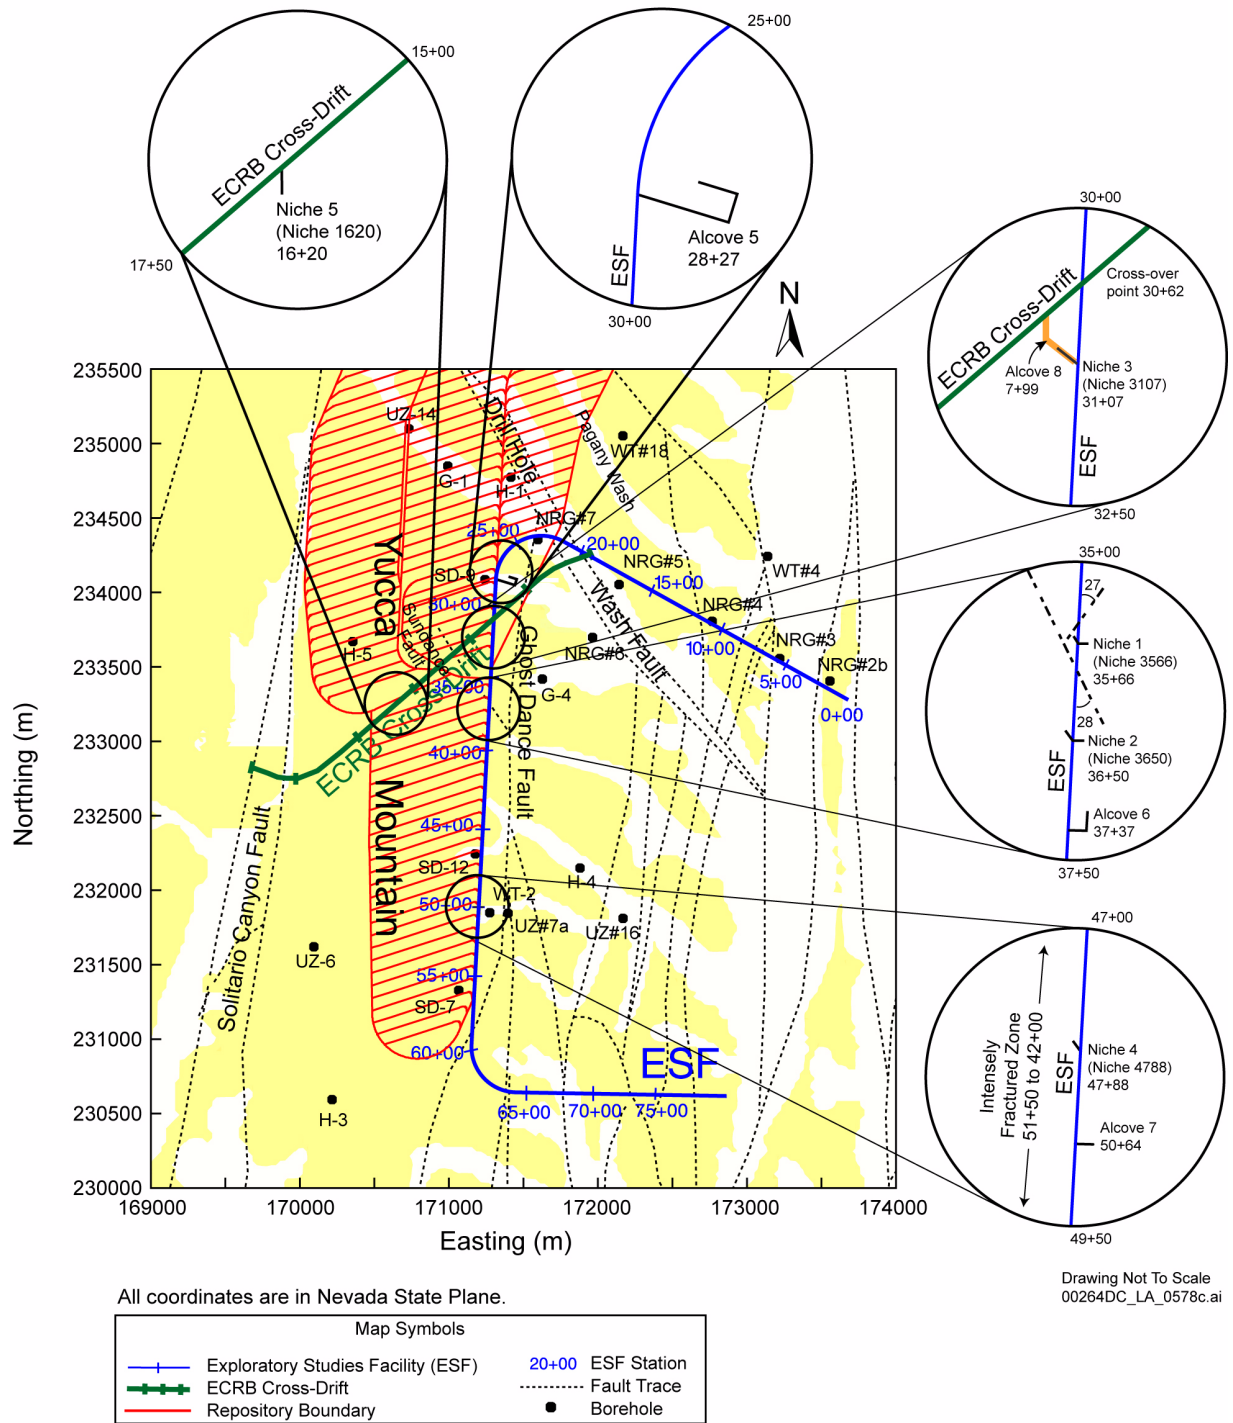 15+00
ECRB Cross-Drift
Niche 5
(Niche 1620)
16+20
17+50
25+00
Alcove 5
28+27
ESF
30+00
30+00
Cross-over
point 30+62
ECRB Cross-Drift
Alcove 8
7+99
Niche 3
(Niche 3107)
31+07
ESF
32+50
N
35+00
27
Niche 1
(Niche 3566)
35+66
28
Niche 2
(Niche 3650)
36+50
ESF
Alcove 6
37+37
37+50
47+00
Intensely
Fractured Zone
51+50 to 42+00
ESF
Niche 4
(Niche 4788)
47+88
Alcove 7
50+64
49+50
Northing (m)
235500
235000
234500
234000
233500
233000
232500
232000
231500
231000
230500
230000
169000
170000
171000
172000
173000
174000
Easting (m)
UZ-14
G-1
H-1
Drill Hole
Wash Fault
Pagany Wash
WT#18
NRG#7
25+00
20+00
SD-9
NRG#5
15+00
WT#4
30+00
NRG#4
10+00
NRG#3
NRG#2b
5+00
0+00
NRG#6
G-4
H-5
Yucca
Mountain
Sundance
Fault
Ghost Dance Fault
35+00
ECRB Cross-Drift
40+00
45+00
SD-12
WT-2
50+00
UZ#7a
H-4
UZ#16
Solitario Canyon Fault
UZ-6
55+00
SD-7
60+00
ESF
65+00
70+00
75+00
H-3
Drawing Not To Scale
00264DC_LA_0578c.ai
All coordinates are in Nevada State Plane.
Map Symbols
Exploratory Studies Facility (ESF)
ECRB Cross-Drift
Repository Boundary
20+00
ESF Station
Fault Trace
Borehole